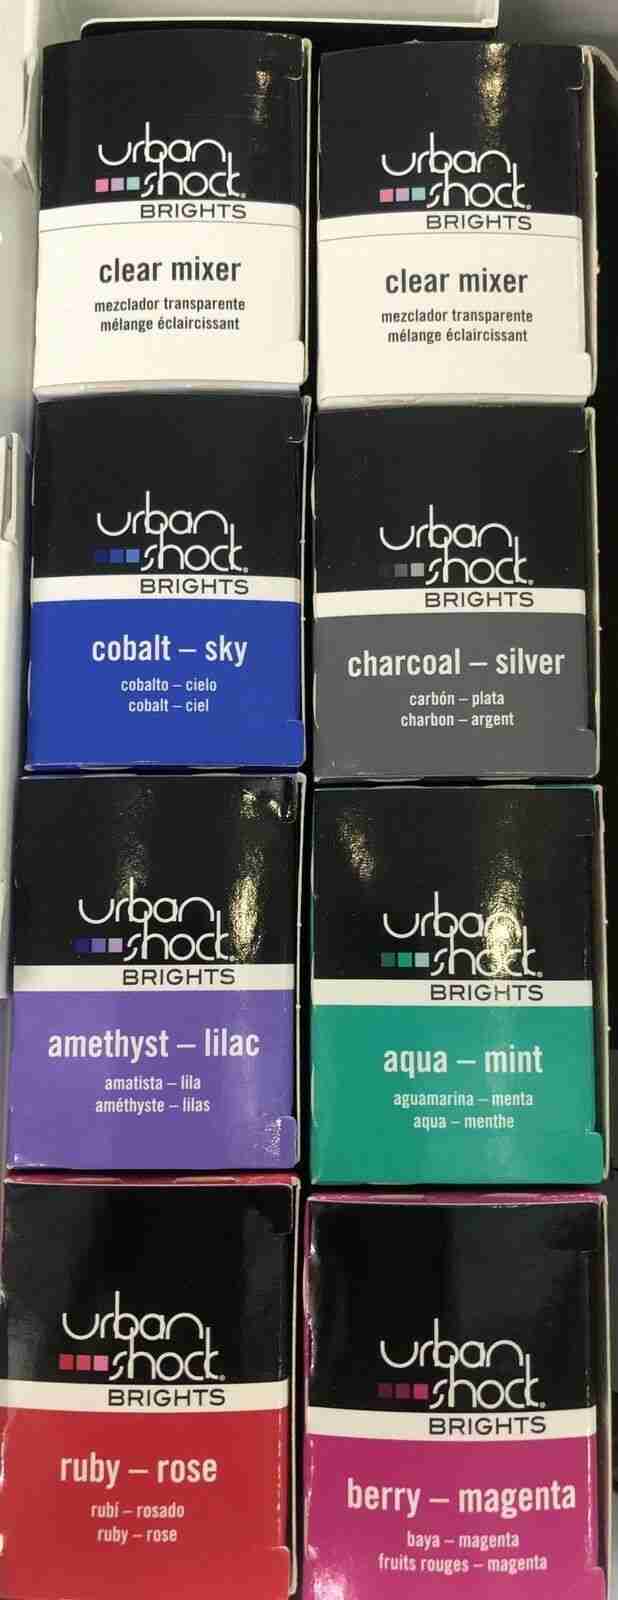 urban
shock
BRIGHTS
clear mixer
mezclador transparente
mélange éclaircissant
urban
shock
BRIGHTS
clear mixer
mezclador transparente
mélange éclaircissant
urban
shock
BRIGHTS
cobalt – sky
cobalto – cielo
cobalt – ciel
urban
shock
BRIGHTS
charcoal – silver
carbón – plata
charbon – argent
urban
shock
BRIGHTS
amethyst – lilac
amatista – lila
améthyste – lilas
urban
shock
BRIGHTS
aqua – mint
aguamarina – menta
aqua – menthe
urban
shock
BRIGHTS
ruby – rose
rubí – rosado
ruby – rose
urban
shock
BRIGHTS
berry – magenta
baya – magenta
fruits rouges – magenta